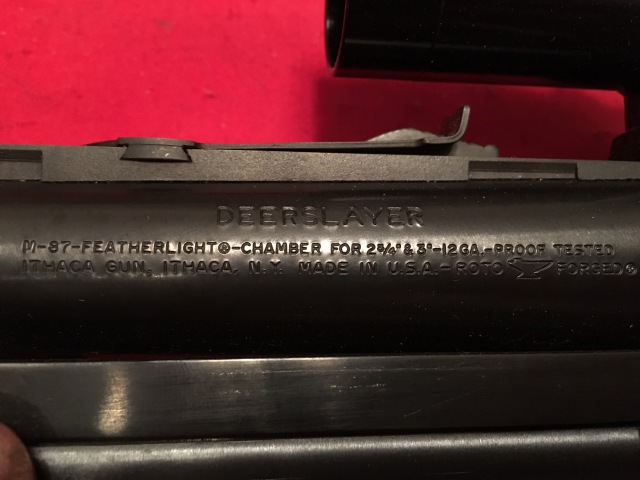 DEERSLAYER
M-87-FEATHERLIGHT®-CHAMBER FOR 2¾"&3"-12GA.-PROOF TESTED
ITHACA GUN, ITHACA, N.Y. MADE IN U.S.A.-ROTO FORGED®